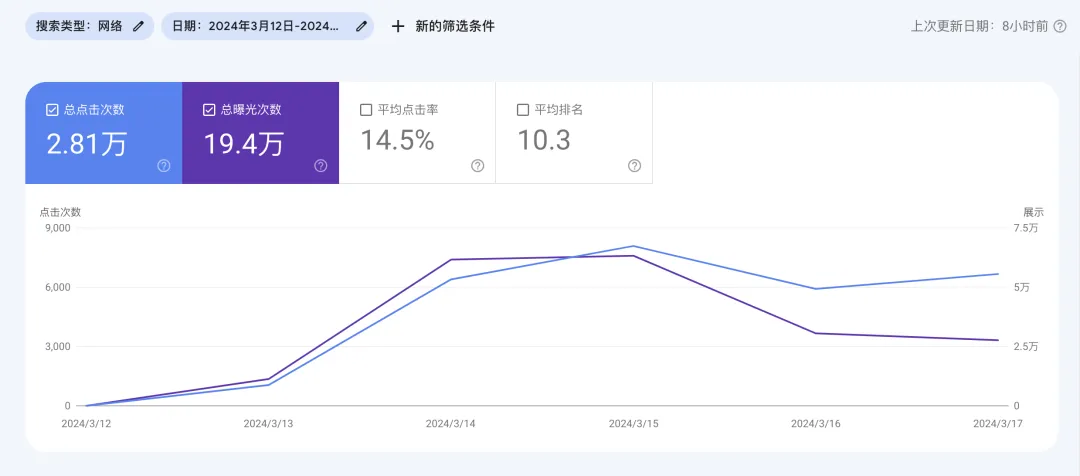 搜索类型：网络
日期：2024年3月12日-2024...
+ 新的筛选条件
上次更新日期：8小时前
总点击次数
2.81万
总曝光次数
19.4万
平均点击率
14.5%
平均排名
10.3
点击次数
展示
9,000
7.5万
6,000
5万
3,000
2.5万
0
0
2024/3/12
2024/3/13
2024/3/14
2024/3/15
2024/3/16
2024/3/17